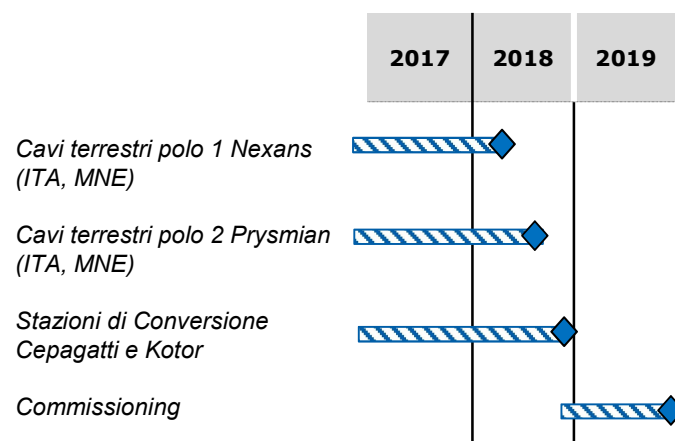 2017 2018 2019
Cavi terrestri polo 1 Nexans
(ITA, MNE)
Cavi terrestri polo 2 Prysmian
(ITA, MNE)
Stazioni di Conversione
Cepagatti e Kotor
Commissioning